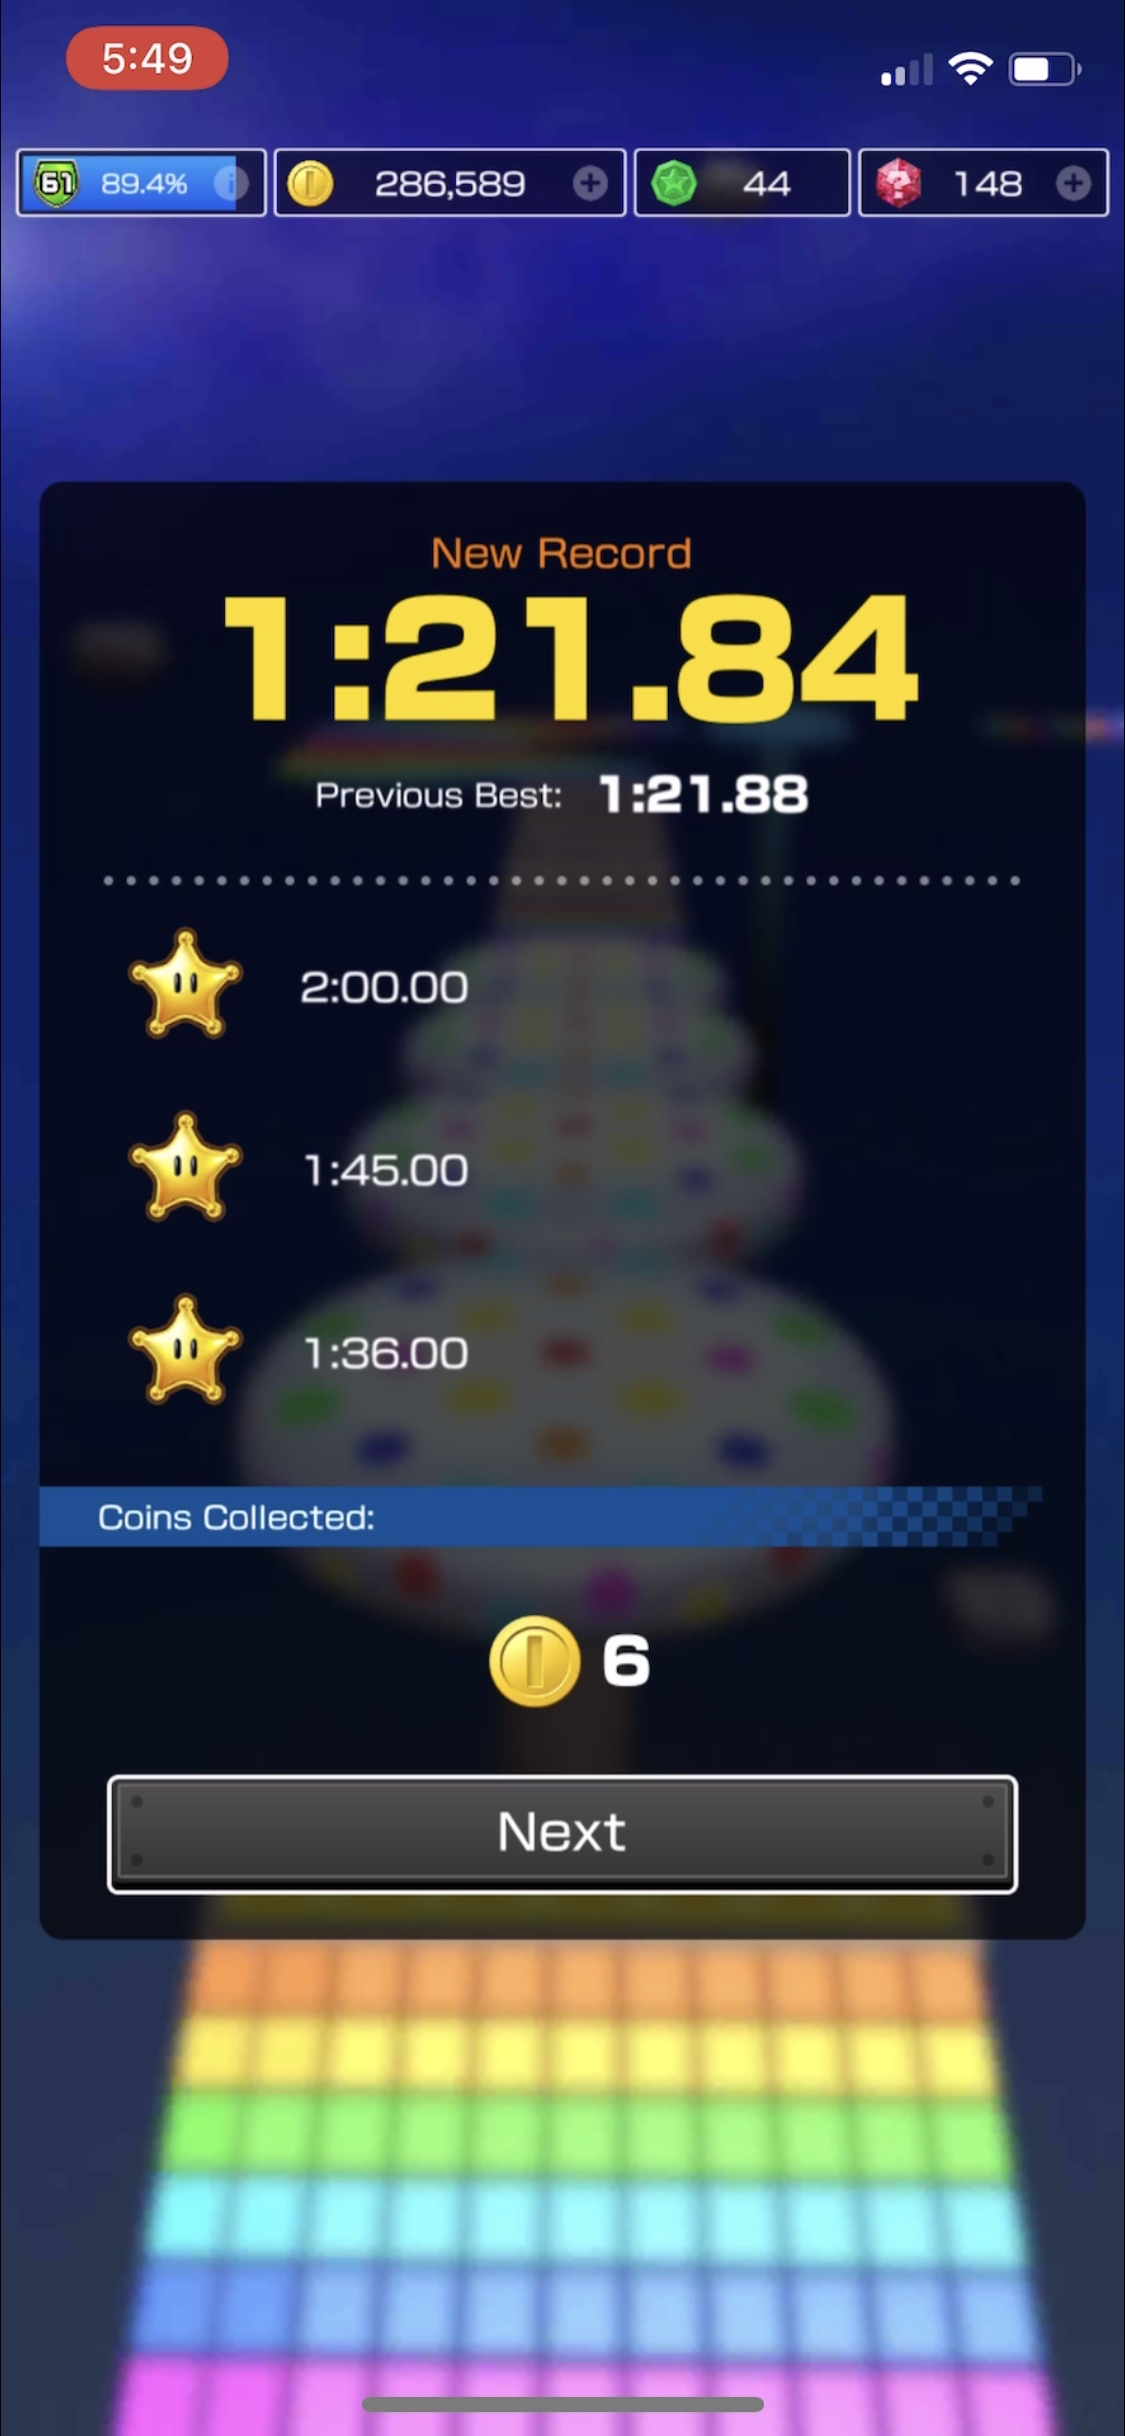 5:49
61 89.4% i 286,589 + 44 148 +
New Record
1:21.84
Previous Best: 1:21.88
2:00.00
1:45.00
1:36.00
Coins Collected:
6
Next